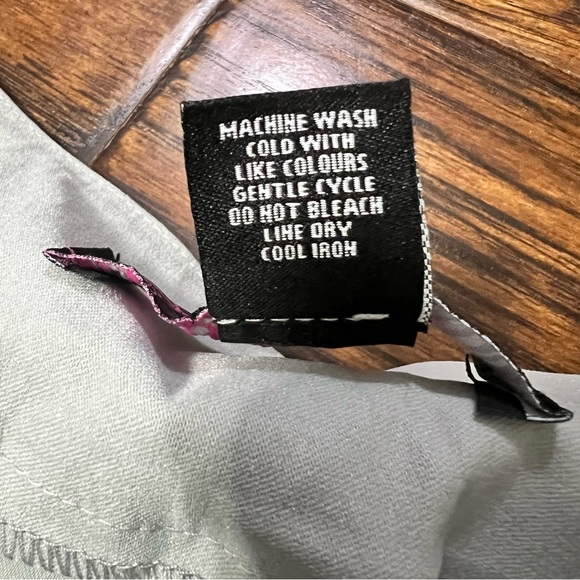 MACHINE WASH
COLD WITH
LIKE COLOURS
GENTLE CYCLE
DO NOT BLEACH
LINE DRY
COOL IRON